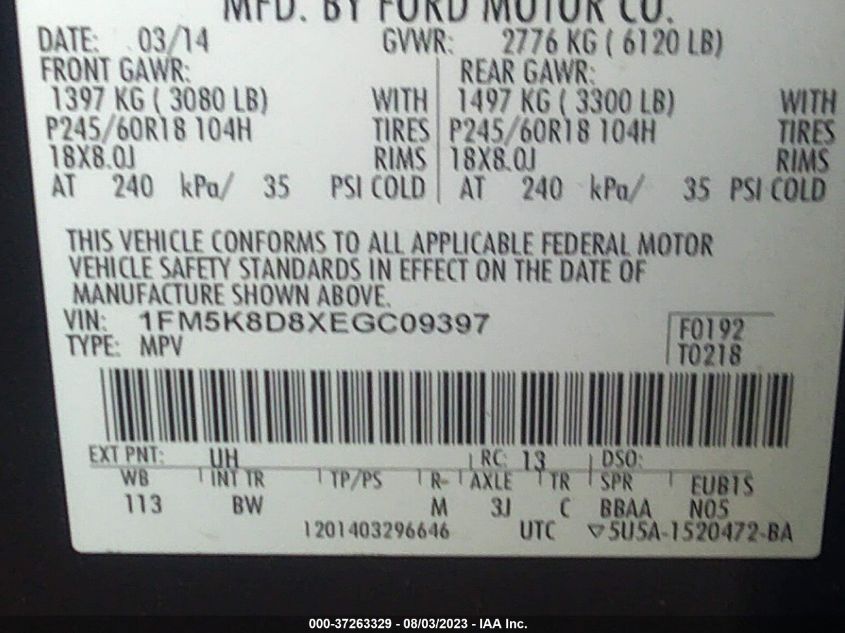 MFD. BY FORD MOTOR CO.
DATE: 03/14 GVWR: 2776 KG ( 6120 LB)
FRONT GAWR: REAR GAWR:
1397 KG ( 3080 LB) WITH 1497 KG ( 3300 LB) WITH
P245/60R18 104H TIRES P245/60R18 104H TIRES
18X8.0J RIMS 18X8.0J RIMS
AT 240 kPa/ 35 PSI COLD AT 240 kPa/ 35 PSI COLD
THIS VEHICLE CONFORMS TO ALL APPLICABLE FEDERAL MOTOR
VEHICLE SAFETY STANDARDS IN EFFECT ON THE DATE OF
MANUFACTURE SHOWN ABOVE.
VIN: 1FM5K8D8XEGC09397 F0192
TYPE: MPV T0218
EXT PNT: UH RC: 13 DSO:
WB INT TR TP/PS R- AXLE TR SPR EUB1S
113 BW M 3J C BBAA N05
1201403296646 UTC ▽5U5A-1520472-BA
000-37263329 - 08/03/2023 - IAA Inc.